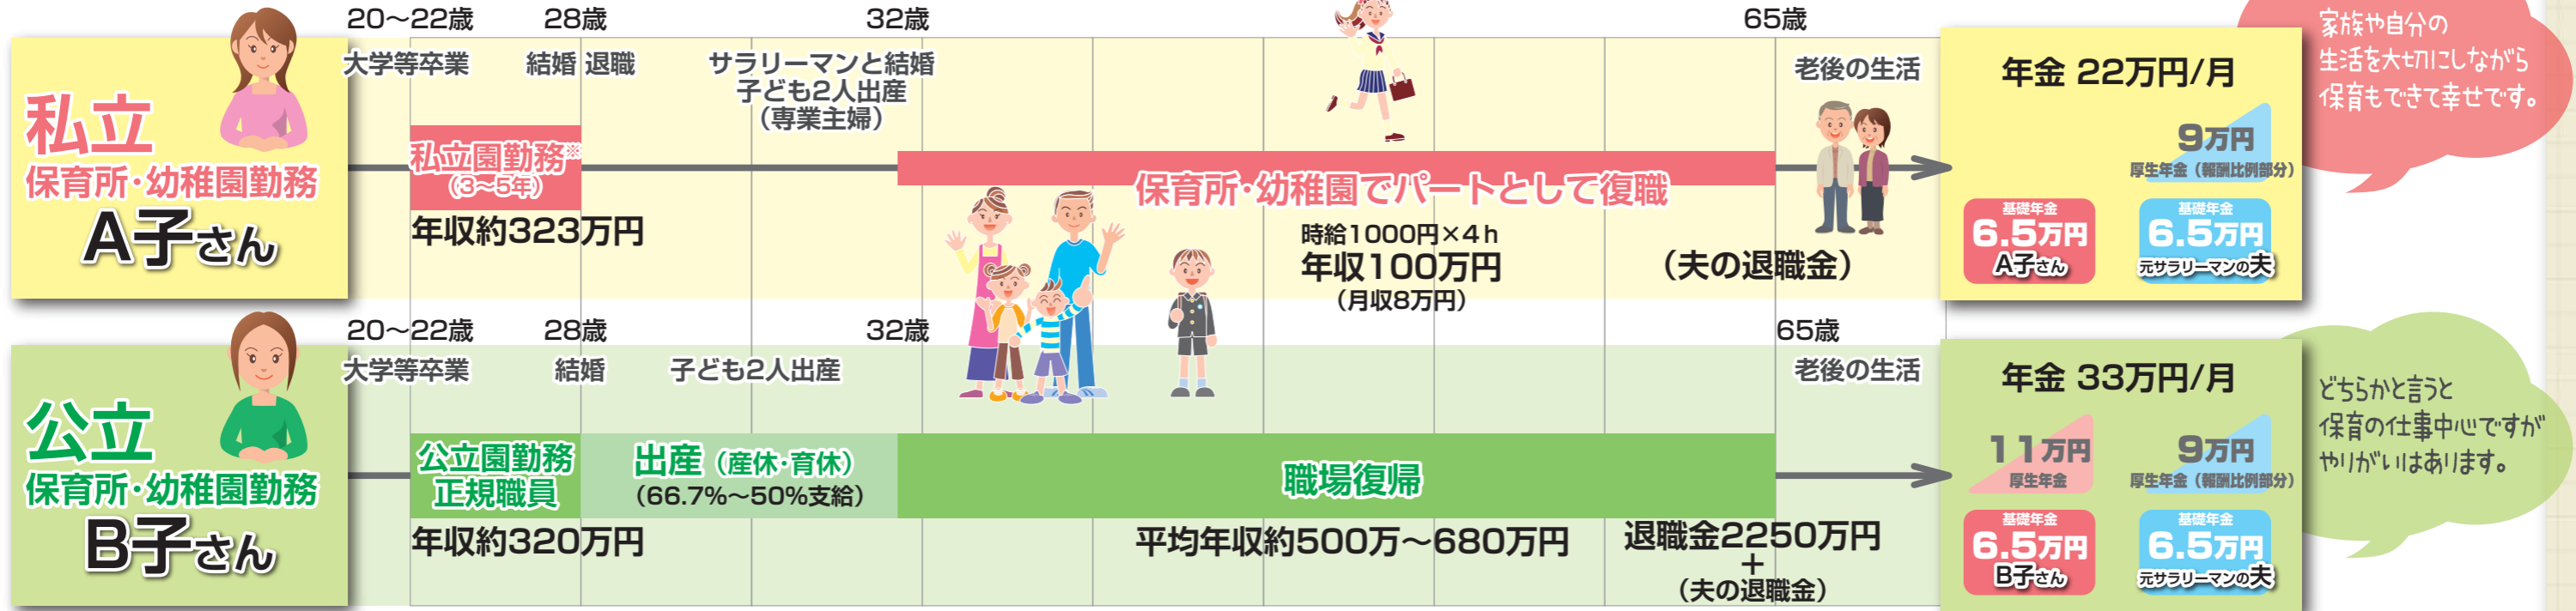 20〜22歳
28歳
32歳
65歳
私立
保育所・幼稚園勤務
A子さん
大学等卒業
結婚 退職
サラリーマンと結婚
子ども2人出産
（専業主婦）
老後の生活
私立園勤務※
（3〜5年）
年収約323万円
保育所・幼稚園でパートとして復職
時給1000円×4h
年収100万円
（月収8万円）
（夫の退職金）
年金 22万円/月
9万円
厚生年金（報酬比例部分）
基礎年金
6.5万円
A子さん
基礎年金
6.5万円
元サラリーマンの夫
家族や自分の
生活を大切にしながら
保育もできて幸せです。
20〜22歳
28歳
32歳
65歳
公立
保育所・幼稚園勤務
B子さん
大学等卒業
結婚
子ども2人出産
老後の生活
公立園勤務
正規職員
年収約320万円
出産（産休・育休）
（66.7%〜50%支給）
職場復帰
平均年収約500万〜680万円
退職金2250万円
＋
（夫の退職金）
年金 33万円/月
11万円
厚生年金
9万円
厚生年金（報酬比例部分）
基礎年金
6.5万円
B子さん
基礎年金
6.5万円
元サラリーマンの夫
どちらかと言うと
保育の仕事中心ですが
やりがいはあります。